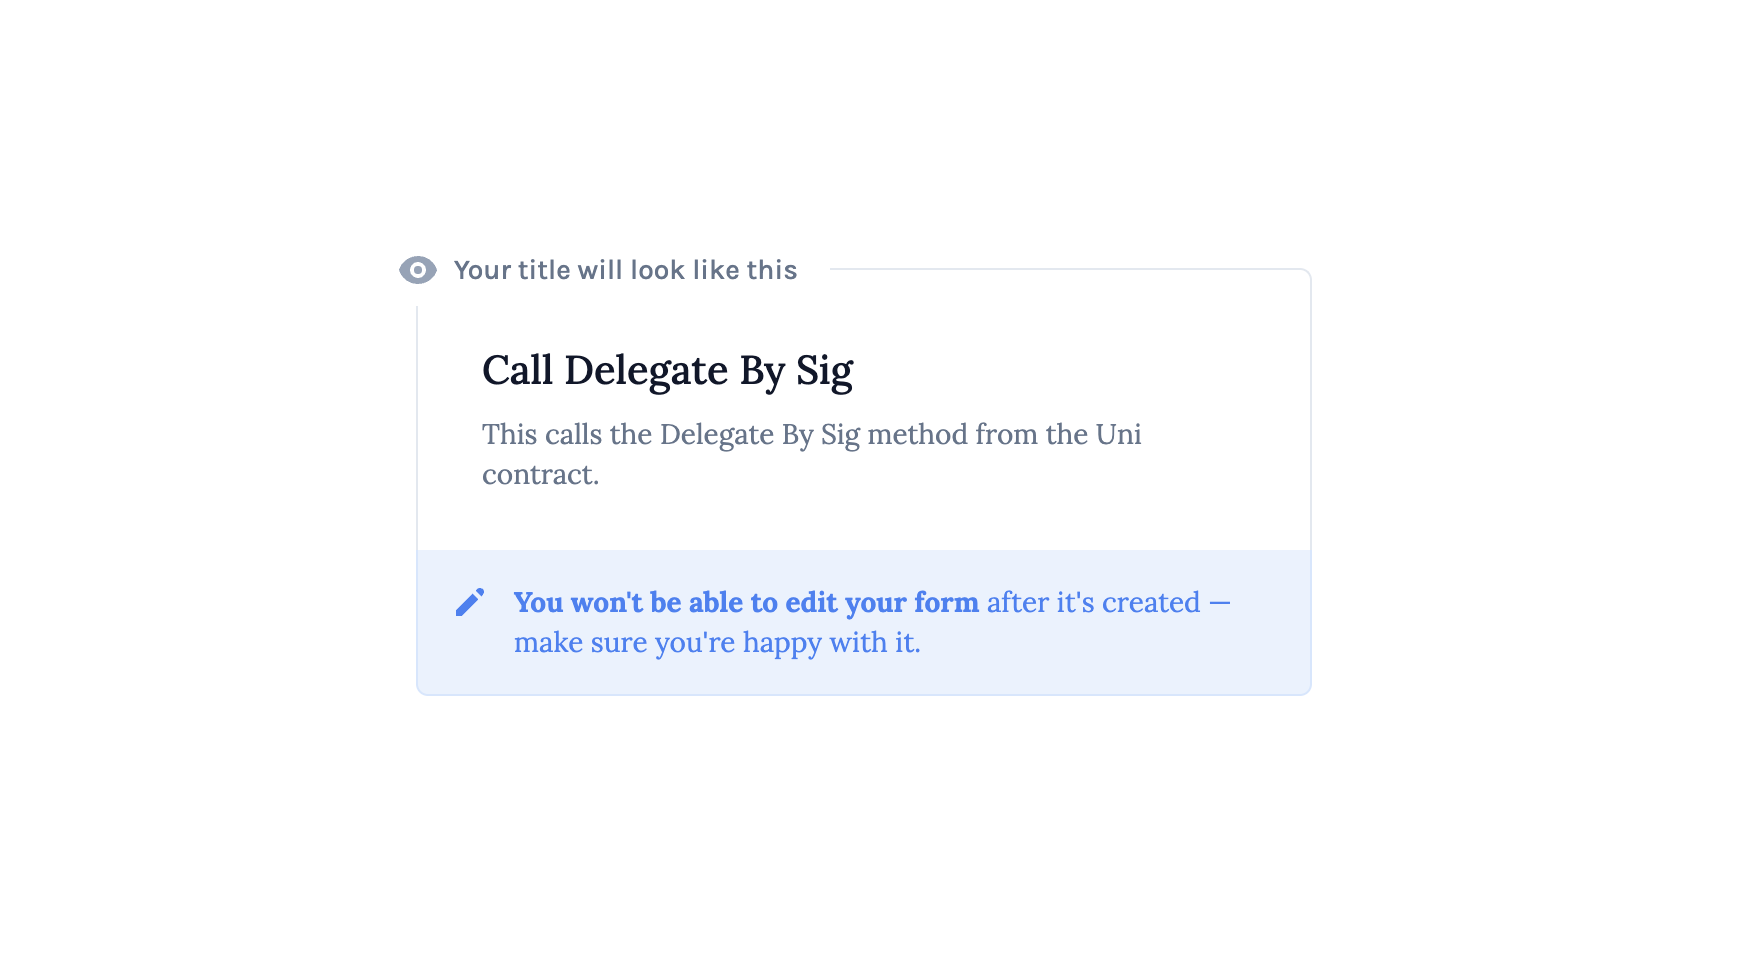 Your title will look like this
Call Delegate By Sig
This calls the Delegate By Sig method from the Uni
contract.
You won't be able to edit your form after it's created —
make sure you're happy with it.